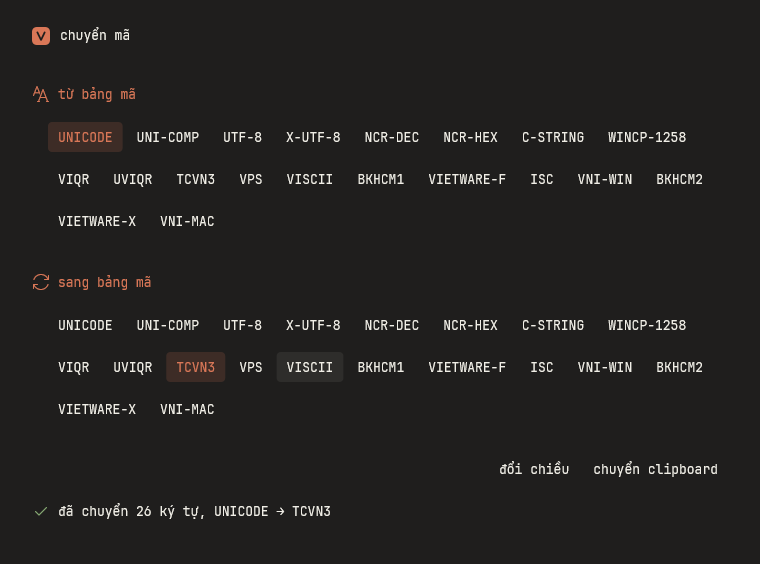 V chuyển mã
từ bảng mã
UNICODE UNI-COMP UTF-8 X-UTF-8 NCR-DEC NCR-HEX C-STRING WINCP-1258
VIQR UVIQR TCVN3 VPS VISCII BKHCM1 VIETWARE-F ISC VNI-WIN BKHCM2
VIETWARE-X VNI-MAC
sang bảng mã
UNICODE UNI-COMP UTF-8 X-UTF-8 NCR-DEC NCR-HEX C-STRING WINCP-1258
VIQR UVIQR TCVN3 VPS VISCII BKHCM1 VIETWARE-F ISC VNI-WIN BKHCM2
VIETWARE-X VNI-MAC
đổi chiều chuyển clipboard
đã chuyển 26 ký tự, UNICODE → TCVN3